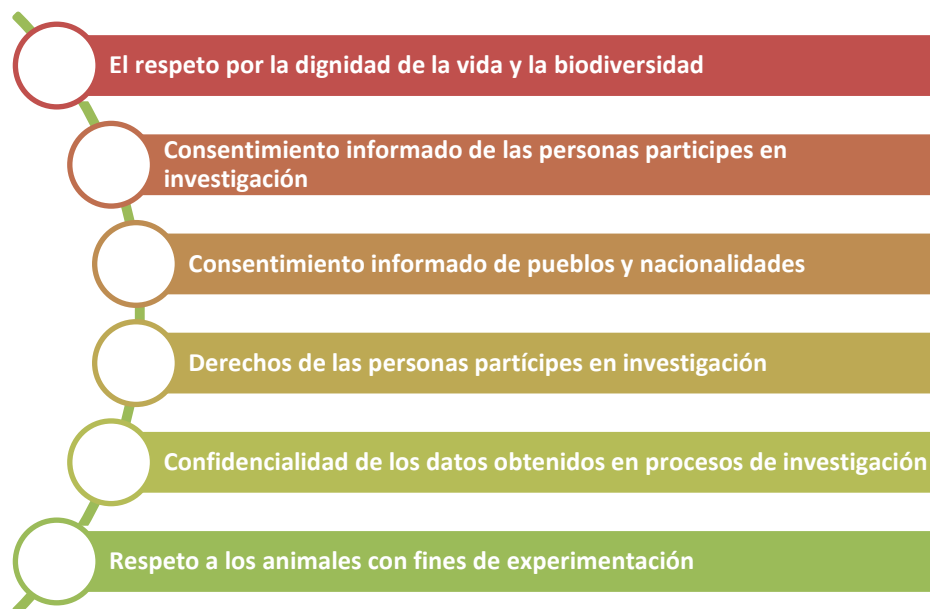 El respeto por la dignidad de la vida y la biodiversidad
Consentimiento informado de las personas participes en
investigación
Consentimiento informado de pueblos y nacionalidades
Derechos de las personas partícipes en investigación
Confidencialidad de los datos obtenidos en procesos de investigación
Respeto a los animales con fines de experimentación